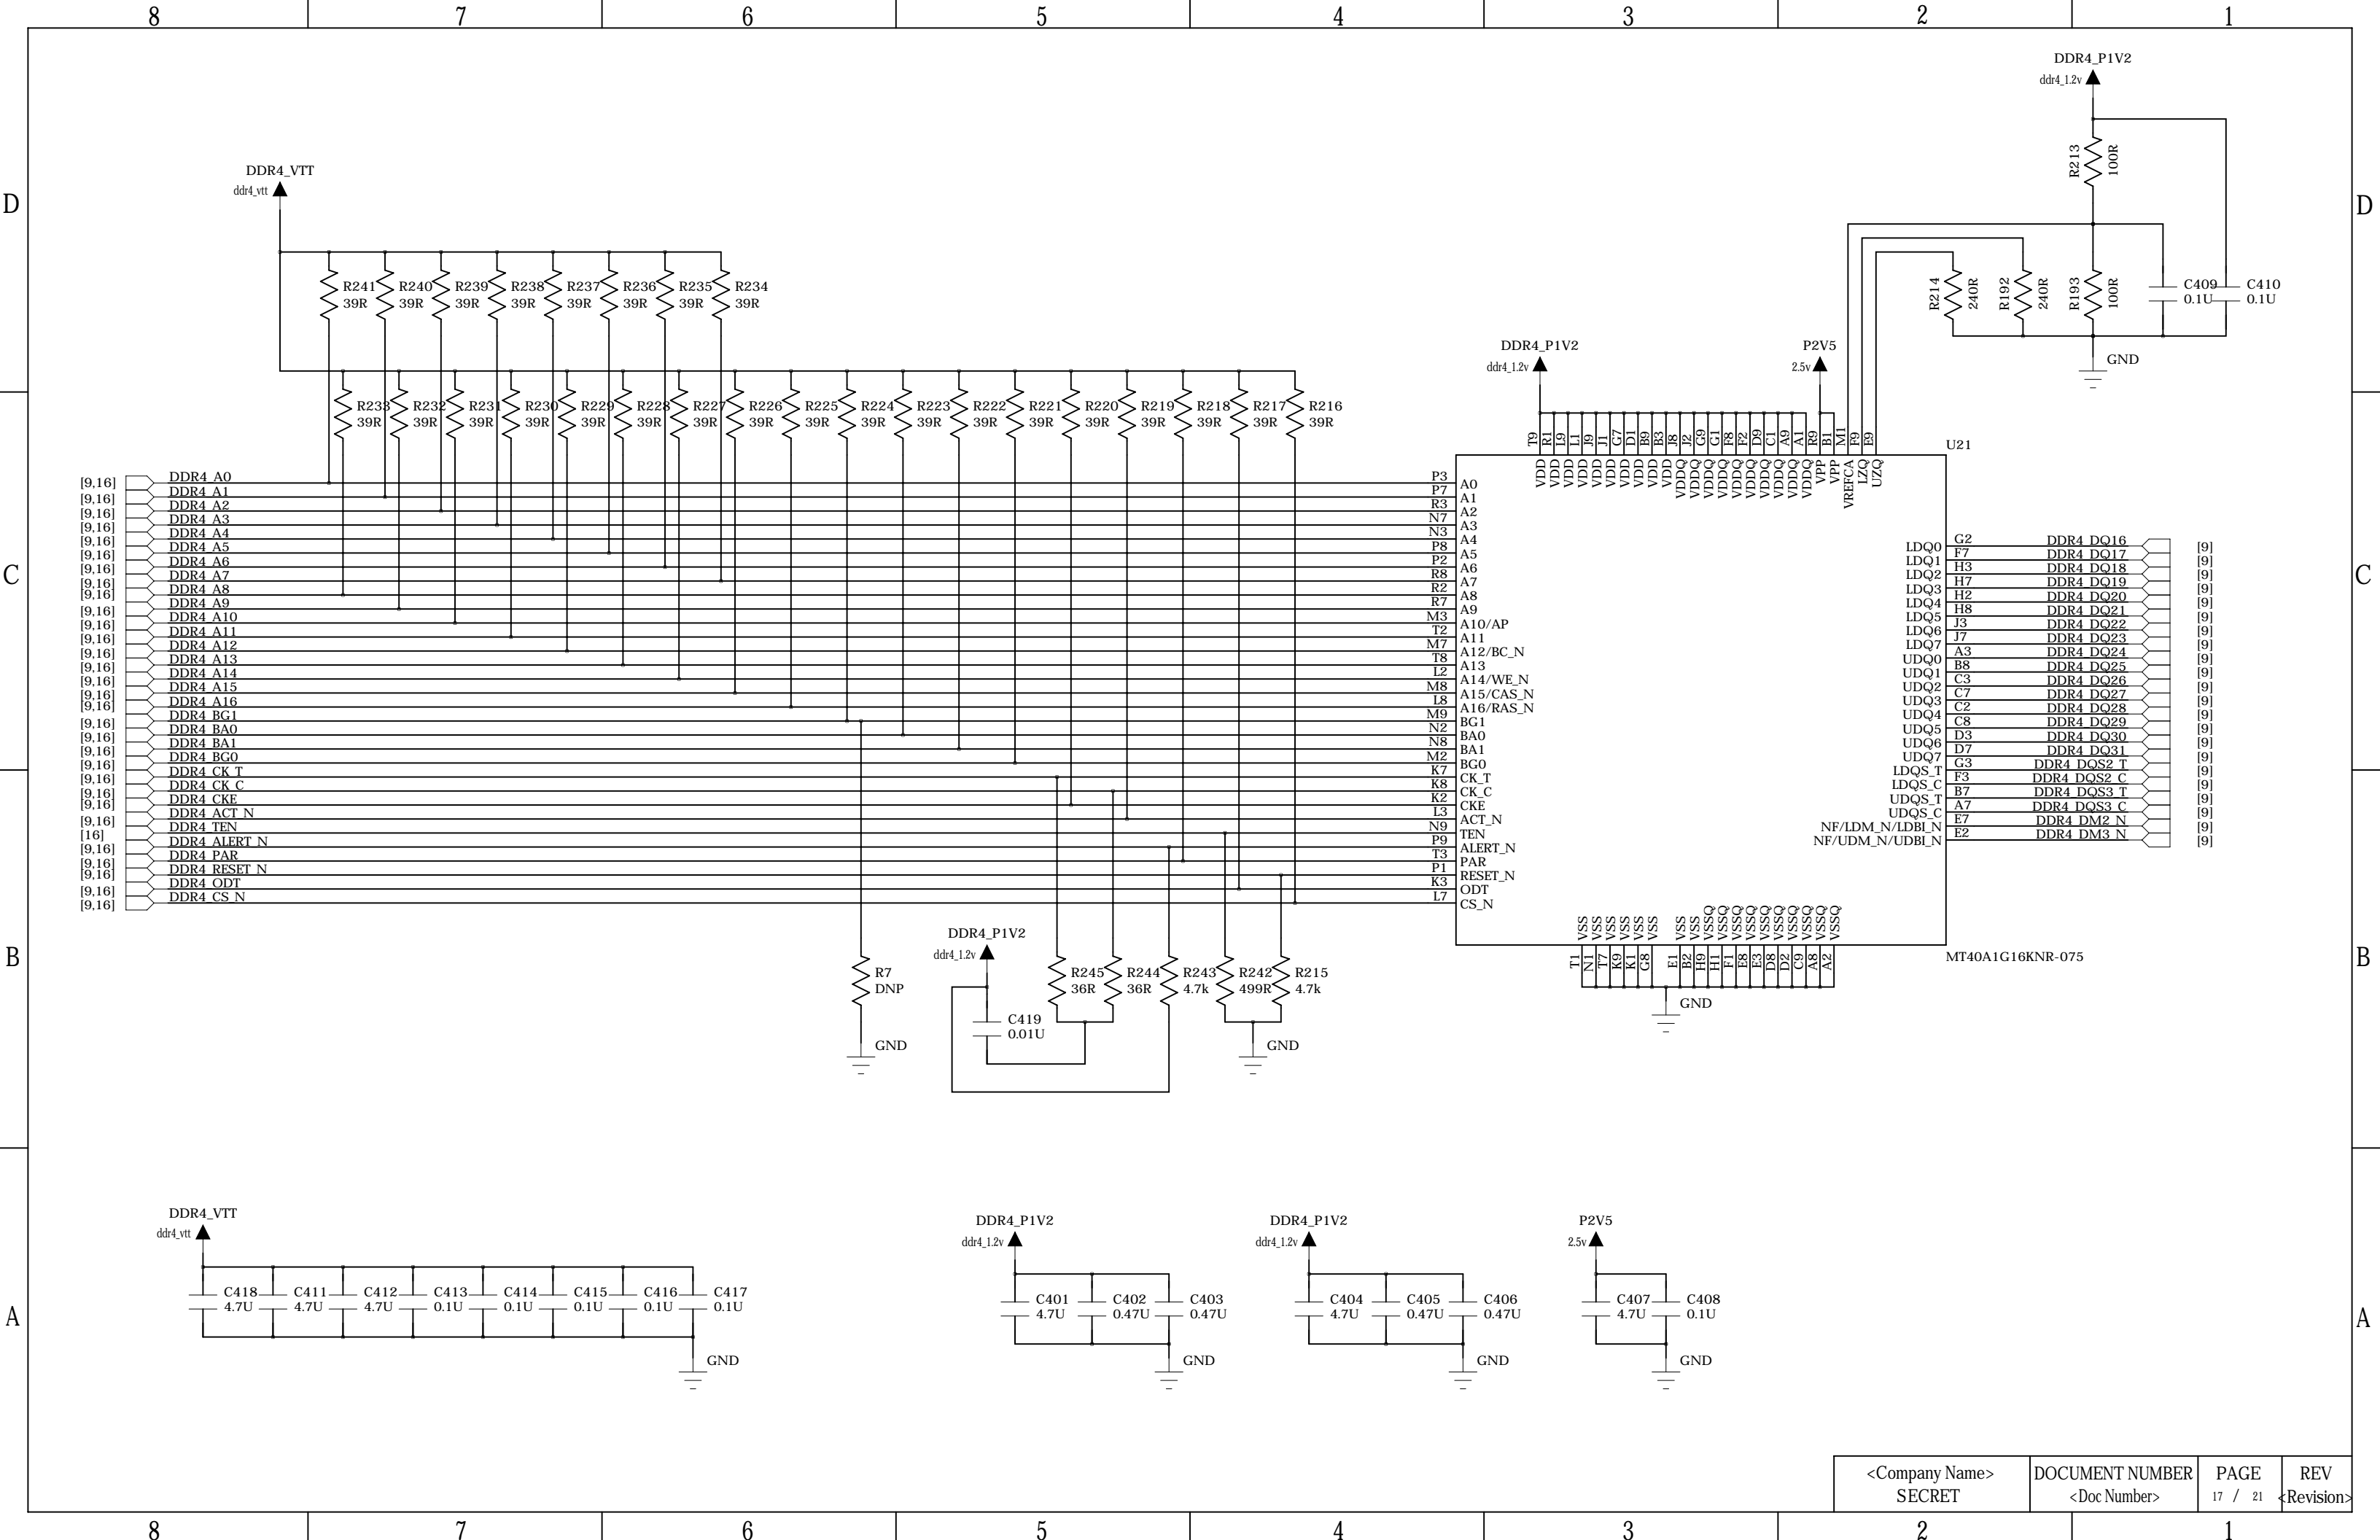 8 7 6 5 4 3 2 1
D D
C C
B B
A A
DDR4_P1V2
ddr4_1.2v
R213
100R
DDR4_VTT
ddr4_vtt
R241 R240 R239 R238 R237 R236 R235 R234
39R 39R 39R 39R 39R 39R 39R 39R
R214
240R
R192
240R
R193
100R
C409 C410
0.1U 0.1U
GND
DDR4_P1V2
ddr4_1.2v
P2V5
2.5v
R233 R232 R231 R230 R229 R228 R227 R226 R225 R224 R223 R222 R221 R220 R219 R218 R217 R216
39R 39R 39R 39R 39R 39R 39R 39R 39R 39R 39R 39R 39R 39R 39R 39R 39R 39R
T9 R1 L9 L1 J9 J1 G7 D1 B9 B3 J8 J2 G9 G1 F8 F2 D9 C1 A9 A1 R9 B1 M1 F9 E9
VDD VDD VDD VDD VDD VDD VDD VDD VDD VDD VDDQ VDDQ VDDQ VDDQ VDDQ VDDQ VDDQ VDDQ VDDQ VDDQ VPP VPP VREFCA LZQ UZQ
U21
[9,16] DDR4_A0 P3 A0
[9,16] DDR4_A1 P7 A1
[9,16] DDR4_A2 R3 A2
[9,16] DDR4_A3 N7 A3
[9,16] DDR4_A4 N3 A4
[9,16] DDR4_A5 P8 A5
[9,16] DDR4_A6 P2 A6
[9,16] DDR4_A7 R8 A7
[9,16] DDR4_A8 R2 A8
[9,16] DDR4_A9 R7 A9
[9,16] DDR4_A10 M3 A10/AP
[9,16] DDR4_A11 T2 A11
[9,16] DDR4_A12 M7 A12/BC_N
[9,16] DDR4_A13 T8 A13
[9,16] DDR4_A14 L2 A14/WE_N
[9,16] DDR4_A15 M8 A15/CAS_N
[9,16] DDR4_A16 L8 A16/RAS_N
[9,16] DDR4_BG1 M9 BG1
[9,16] DDR4_BA0 N2 BA0
[9,16] DDR4_BA1 N8 BA1
[9,16] DDR4_BG0 M2 BG0
[9,16] DDR4_CK_T K7 CK_T
[9,16] DDR4_CK_C K8 CK_C
[9,16] DDR4_CKE K2 CKE
[9,16] DDR4_ACT_N L3 ACT_N
[16] DDR4_TEN N9 TEN
[9,16] DDR4_ALERT_N P9 ALERT_N
[9,16] DDR4_PAR T3 PAR
[9,16] DDR4_RESET_N P1 RESET_N
[9,16] DDR4_ODT K3 ODT
[9,16] DDR4_CS_N L7 CS_N
LDQ0 G2 DDR4_DQ16 [9]
LDQ1 F7 DDR4_DQ17 [9]
LDQ2 H3 DDR4_DQ18 [9]
LDQ3 H7 DDR4_DQ19 [9]
LDQ4 H2 DDR4_DQ20 [9]
LDQ5 H8 DDR4_DQ21 [9]
LDQ6 J3 DDR4_DQ22 [9]
LDQ7 J7 DDR4_DQ23 [9]
UDQ0 A3 DDR4_DQ24 [9]
UDQ1 B8 DDR4_DQ25 [9]
UDQ2 C3 DDR4_DQ26 [9]
UDQ3 C7 DDR4_DQ27 [9]
UDQ4 C2 DDR4_DQ28 [9]
UDQ5 C8 DDR4_DQ29 [9]
UDQ6 D3 DDR4_DQ30 [9]
UDQ7 D7 DDR4_DQ31 [9]
LDQS_T G3 DDR4_DQS2_T [9]
LDQS_C F3 DDR4_DQS2_C [9]
UDQS_T B7 DDR4_DQS3_T [9]
UDQS_C A7 DDR4_DQS3_C [9]
NF/LDM_N/LDBI_N E7 DDR4_DM2_N [9]
NF/UDM_N/UDBI_N E2 DDR4_DM3_N [9]
VSS VSS VSS VSS VSS VSS VSS VSS VSSQ VSSQ VSSQ VSSQ VSSQ VSSQ VSSQ VSSQ VSSQ VSSQ
T1 N1 T7 K9 K1 G8 E1 B2 H9 H1 F1 E8 E3 D8 D2 C9 A8 A2
MT40A1G16KNR-075
GND
DDR4_P1V2
ddr4_1.2v
R7
DNP
GND
C419
0.01U
R245 R244 R243 R242 R215
36R 36R 4.7k 499R 4.7k
GND
DDR4_VTT
ddr4_vtt
C418 C411 C412 C413 C414 C415 C416 C417
4.7U 4.7U 4.7U 0.1U 0.1U 0.1U 0.1U 0.1U
GND
DDR4_P1V2
ddr4_1.2v
C401 C402 C403
4.7U 0.47U 0.47U
GND
DDR4_P1V2
ddr4_1.2v
C404 C405 C406
4.7U 0.47U 0.47U
GND
P2V5
2.5v
C407 C408
4.7U 0.1U
GND
<Company Name>
SECRET
DOCUMENT NUMBER
<Doc Number>
PAGE
17 / 21
REV
<Revision>
8 7 6 5 4 3 2 1